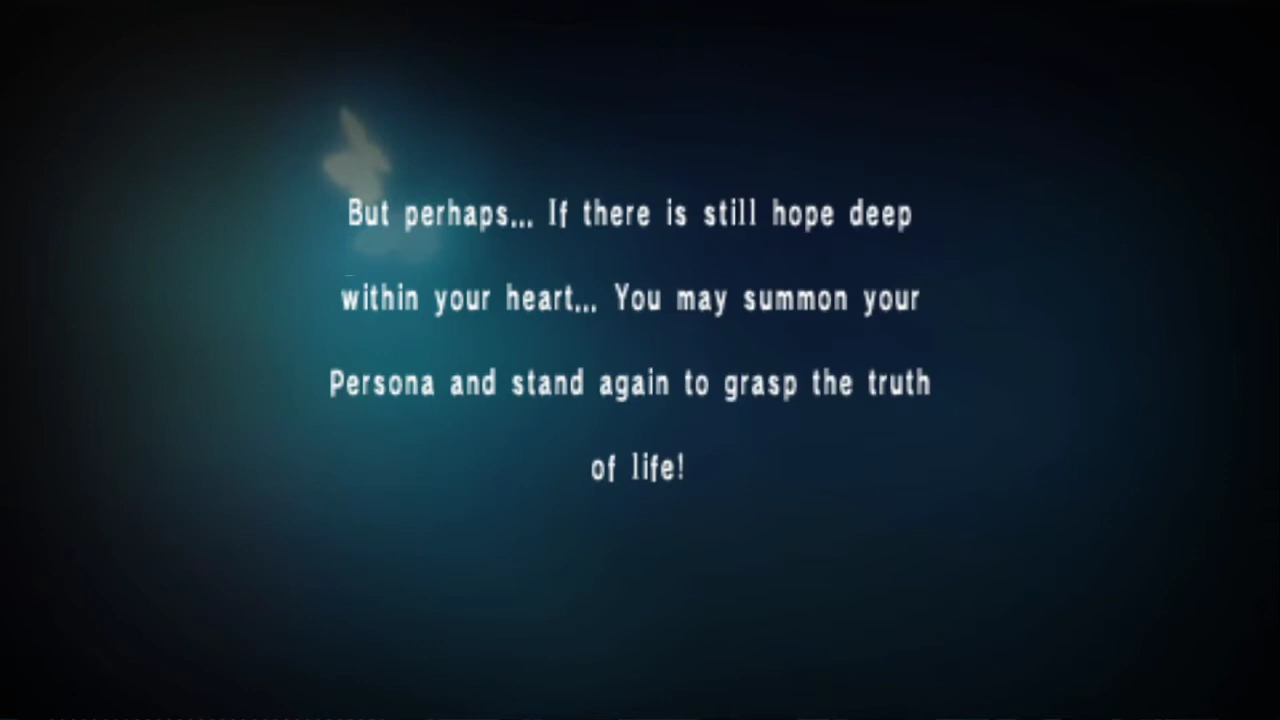 But perhaps... If there is still hope deep
within your heart... You may summon your
Persona and stand again to grasp the truth
of life!